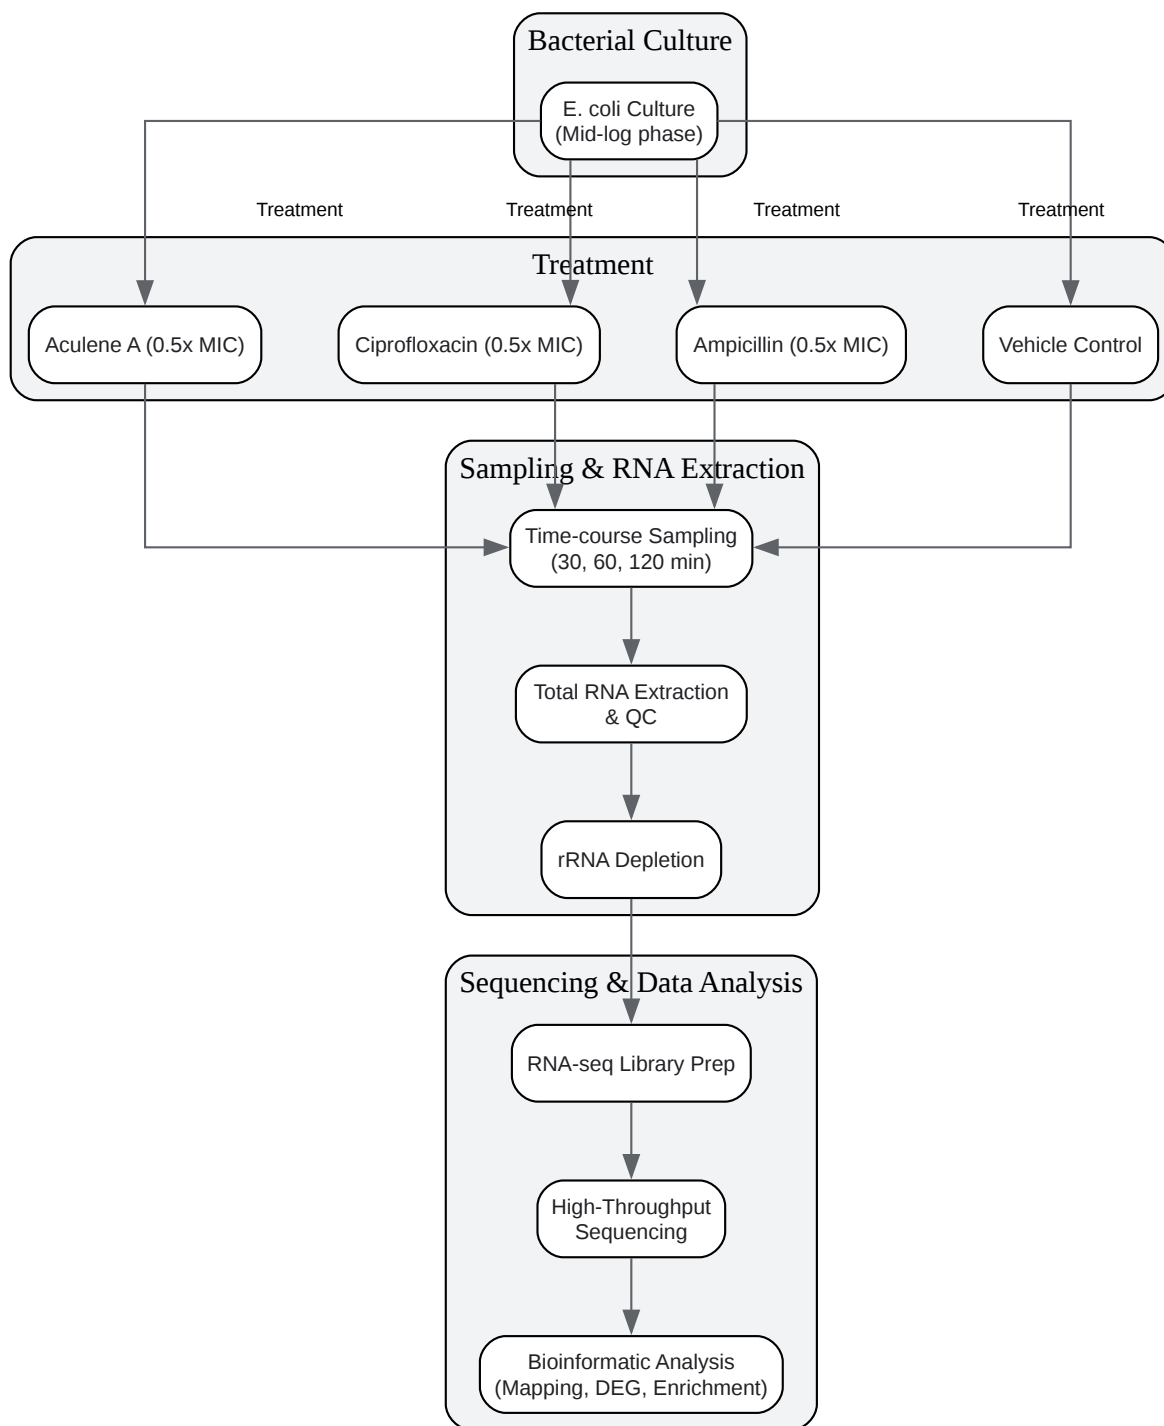 Bacterial Culture
E. coli Culture
(Mid-log phase)
Treatment
Treatment
Treatment
Treatment
Treatment
Aculene A (0.5x MIC)
Ciprofloxacin (0.5x MIC)
Ampicillin (0.5x MIC)
Vehicle Control
Sampling & RNA Extraction
Time-course Sampling
(30, 60, 120 min)
Total RNA Extraction
& QC
rRNA Depletion
Sequencing & Data Analysis
RNA-seq Library Prep
High-Throughput
Sequencing
Bioinformatic Analysis
(Mapping, DEG, Enrichment)